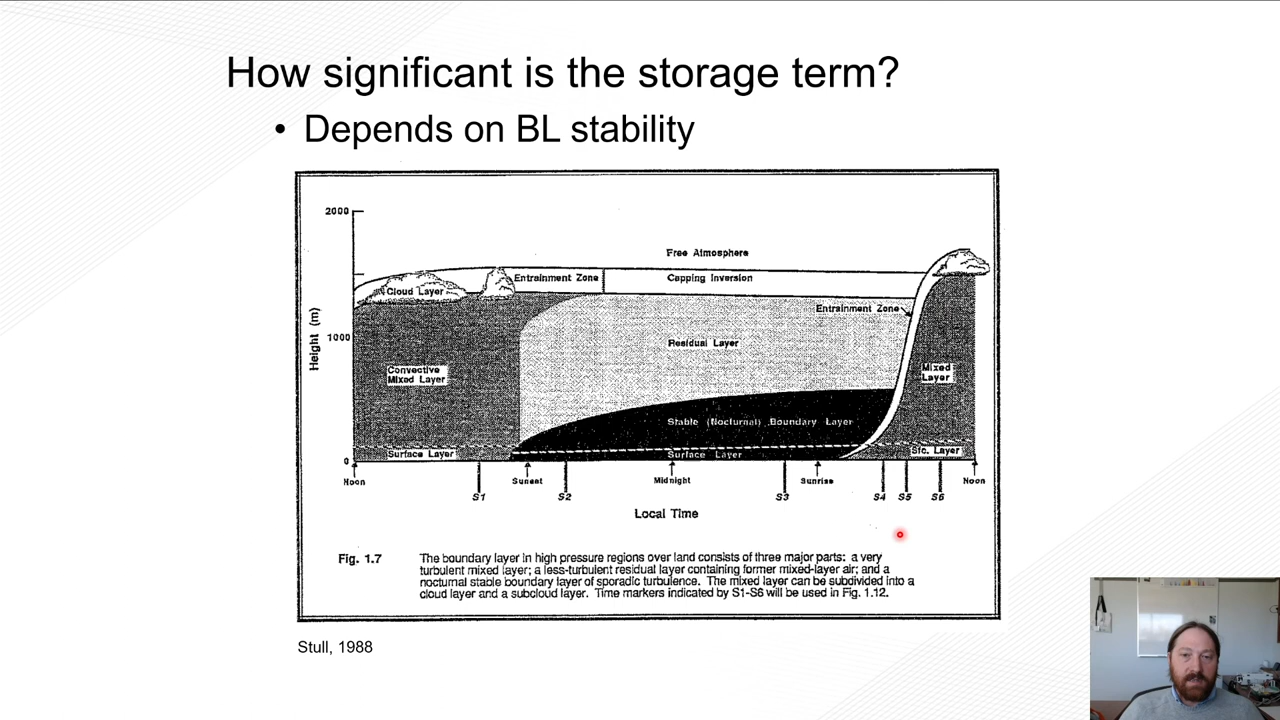 How significant is the storage term?
• Depends on BL stability
2000
Free Atmosphere
Cloud Layer
Entrainment Zone
Capping Inversion
Entrainment Zone
Height (m)
1000
Residual Layer
Convective
Mixed Layer
Mixed
Layer
Stable (Nocturnal) Boundary Layer
Surface Layer
Surface Layer
Sfc. Layer
0
Noon
S1
Sunset
S2
Midnight
S3
Sunrise
S4
S5
S6
Noon
Local Time
Fig. 1.7
The boundary layer in high pressure regions over land consists of three major parts: a very
turbulent mixed layer; a less-turbulent residual layer containing former mixed-layer air; and a
nocturnal stable boundary layer of sporadic turbulence. The mixed layer can be subdivided into a
cloud layer and a subcloud layer. Time markers indicated by S1-S6 will be used in Fig. 1.12.
Stull, 1988